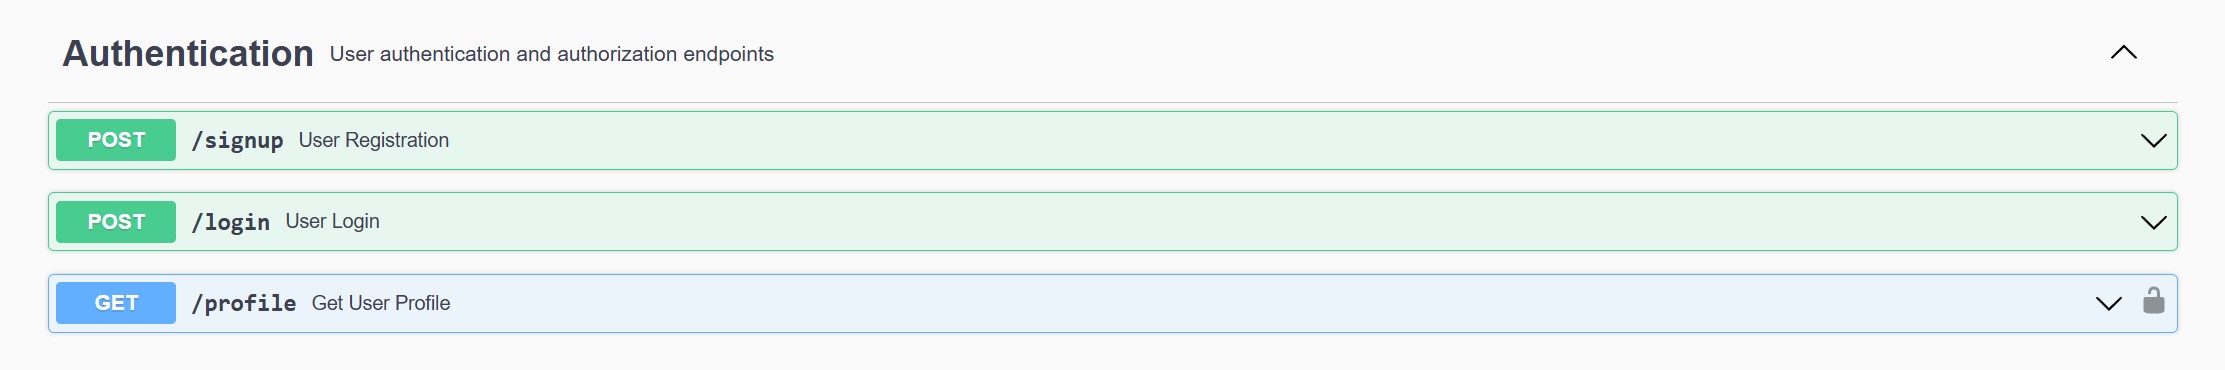 Authentication User authentication and authorization endpoints
POST /signup User Registration
POST /login User Login
GET /profile Get User Profile